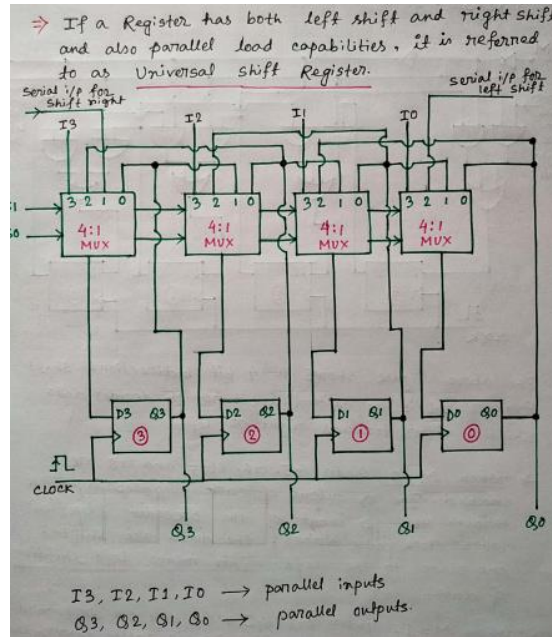 ⇒ If a Register has both left shift and right shift
and also parallel load capabilities, it is referred
to as Universal shift Register.
serial i/p for
shift right
serial i/p for
left shift
I3 I2 I1 I0
3 2 1 0 3 2 1 0 3 2 1 0 3 2 1 0
4:1 4:1 4:1 4:1
MUX MUX MUX MUX
D3 Q3 D2 Q2 D1 Q1 D0 Q0
③ ② ① ⓪
CLOCK
Q3 Q2 Q1 Q0
I3, I2, I1, I0 → parallel inputs
Q3, Q2, Q1, Q0 → parallel outputs.